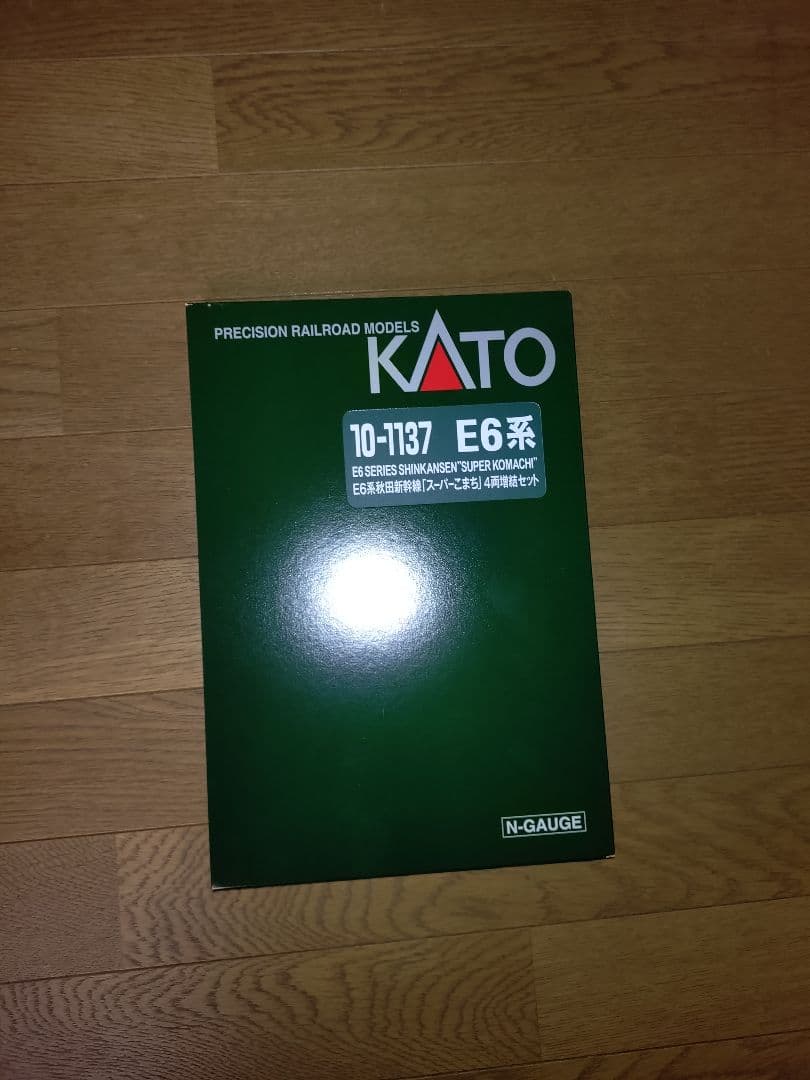 PRECISION RAILROAD MODELS
KATO
10-1137 E6系
E6 SERIES SHINKANSEN"SUPER KOMACHI"
E6系秋田新幹線「スーパーこまち」4両増結セット
N-GAUGE